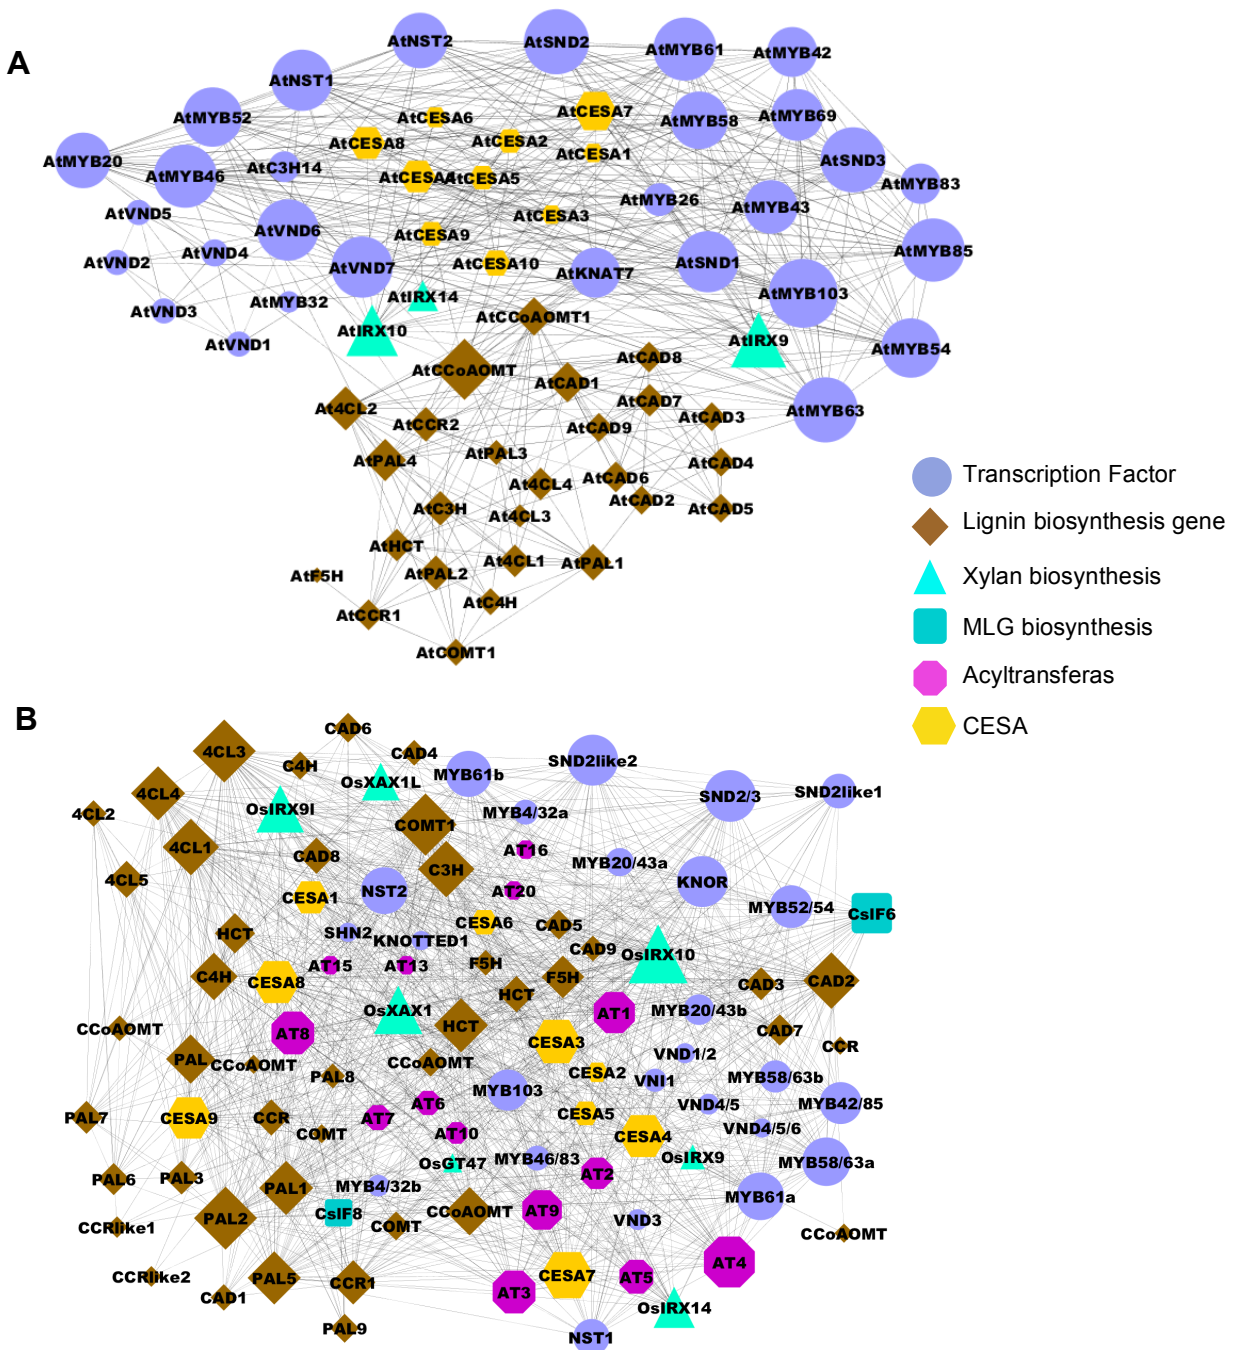 A
AtNST2
AtSND2
AtMYB61
AtMYB42
AtNST1
AtMYB52
AtCESA6
AtCESA7
AtMYB58
AtMYB69
AtCESA8
AtCESA2
AtCESA1
AtMYB20
AtMYB46
AtC3H14
AtCESA4
AtCESA5
AtSND3
AtMYB83
AtMYB26
AtMYB43
AtVND5
AtCESA3
AtVND6
AtCESA9
AtVND4
AtVND2
AtVND7
AtCESA10
AtKNAT7
AtSND1
AtMYB85
AtMYB103
AtIRX14
AtMYB32
AtVND3
AtCCoAOMT1
AtIRX10
AtIRX9
AtVND1
AtMYB54
AtCCoAOMT
AtCAD8
AtCAD1
AtCAD7
At4CL2
AtCCR2
AtCAD9
AtCAD3
AtMYB63
AtPAL4
AtPAL3
AtCAD4
AtCAD6
At4CL4
AtCAD2
AtCAD5
AtC3H
At4CL3
AtHCT
At4CL1
AtPAL1
AtF5H
AtPAL2
AtC4H
AtCCR1
AtCOMT1
Transcription Factor
Lignin biosynthesis gene
Xylan biosynthesis
MLG biosynthesis
Acyltransferas
CESA
B
CAD6
4CL3
CAD4
C4H
SND2like2
MYB61b
OsXAX1L
4CL4
SND2/3
SND2like1
OsIRX9l
4CL2
MYB4/32a
COMT1
4CL1
AT16
CAD8
MYB20/43a
C3H
4CL5
KNOR
NST2
AT20
CESA1
MYB52/54
CsIF6
CESA6
CAD5
HCT
SHN2
KNOTTED1
CAD9
OsIRX10
F5H
AT15
AT13
C4H
CESA8
F5H
HCT
CAD3
CAD2
OsXAX1
AT1
MYB20/43b
CCoAOMT
AT8
HCT
CAD7
CESA3
CCR
PAL
CCoAOMT
CCoAOMT
VND1/2
PAL8
CESA2
VNI1
MYB58/63b
MYB103
AT6
VND4/5
MYB42/85
PAL7
CESA9
CCR
AT7
CESA5
COMT
AT10
CESA4
VND4/5/6
OsGT47
MYB46/83
OsIRX9
MYB58/63a
PAL6
PAL3
AT2
PAL1
MYB4/32b
MYB61a
CsIF8
CCoAOMT
AT9
PAL2
CCRlike1
COMT
VND3
CCoAOMT
AT4
CCRlike2
PAL5
CCR1
CESA7
AT5
CAD1
AT3
OsIRX14
PAL9
NST1